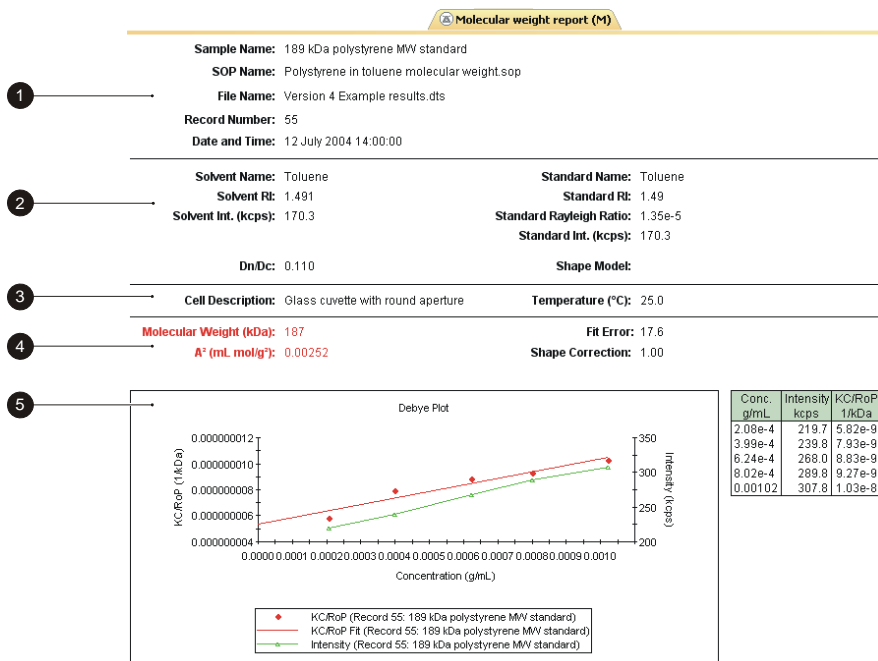 Molecular weight report (M)
Sample Name: 189 kDa polystyrene MW standard
SOP Name: Polystyrene in toluene molecular weight.sop
1
File Name: Version 4 Example results.dts
Record Number: 55
Date and Time: 12 July 2004 14:00:00
Solvent Name: Toluene Standard Name: Toluene
2
Solvent RI: 1.491 Standard RI: 1.49
Solvent Int. (kcps): 170.3 Standard Rayleigh Ratio: 1.35e-5
Standard Int. (kcps): 170.3
Dn/Dc: 0.110 Shape Model:
3
Cell Description: Glass cuvette with round aperture Temperature (°C): 25.0
Molecular Weight (kDa): 187 Fit Error: 17.6
4
A² (mL mol/g²): 0.00252 Shape Correction: 1.00
5
Debye Plot
0.000000012
0.000000010
0.000000008
0.000000006
0.000000004
KC/RoP (1/kDa)
350
300
250
200
Intensity (kcps)
0.0000 0.0001 0.0002 0.0003 0.0004 0.0005 0.0006 0.0007 0.0008 0.0009 0.0010
Concentration (g/mL)
KC/RoP (Record 55: 189 kDa polystyrene MW standard)
KC/RoP Fit (Record 55: 189 kDa polystyrene MW standard)
Intensity (Record 55: 189 kDa polystyrene MW standard)
Conc. Intensity KC/RoP
g/mL kcps 1/kDa
2.08e-4 219.7 5.82e-9
3.99e-4 239.8 7.93e-9
6.24e-4 268.0 8.83e-9
8.02e-4 289.8 9.27e-9
0.00102 307.8 1.03e-8